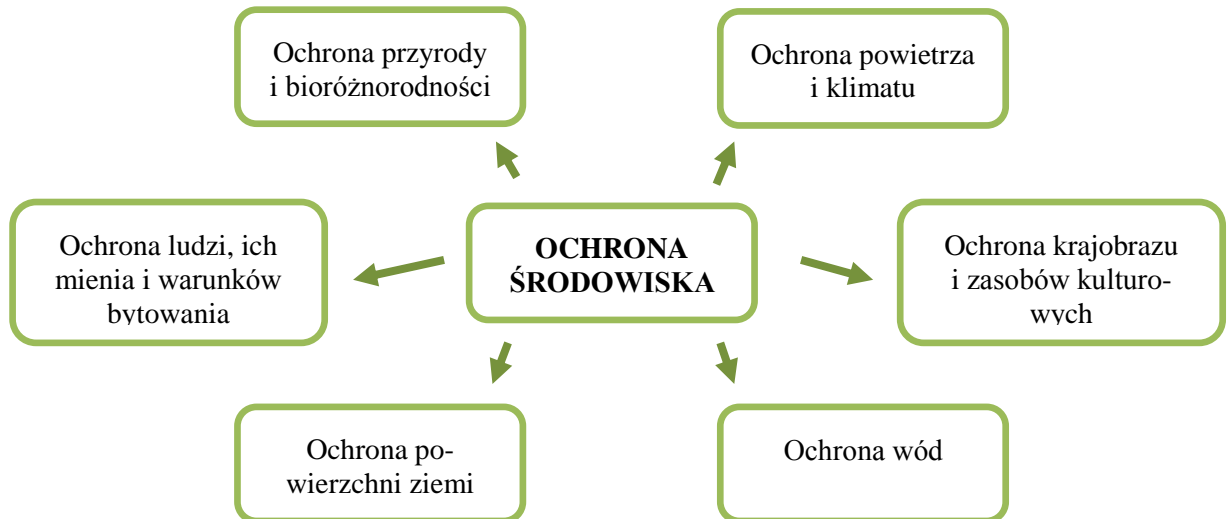 Ochrona przyrody
i bioróżnorodności
Ochrona powietrza
i klimatu
Ochrona ludzi, ich
mienia i warunków
bytowania
OCHRONA
ŚRODOWISKA
Ochrona krajobrazu
i zasobów kulturo-
wych
Ochrona po-
wierzchni ziemi
Ochrona wód